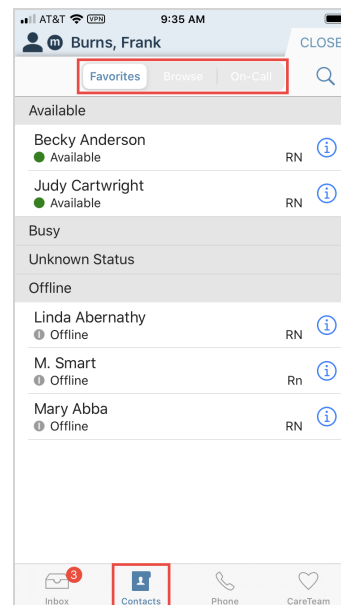 AT&T VPN 9:35 AM
m Burns, Frank CLOSE
Favorites Browse On-Call
Available
Becky Anderson
Available RN
Judy Cartwright
Available RN
Busy
Unknown Status
Offline
Linda Abernathy
Offline RN
M. Smart
Offline Rn
Mary Abba
Offline RN
3
Inbox Contacts Phone CareTeam